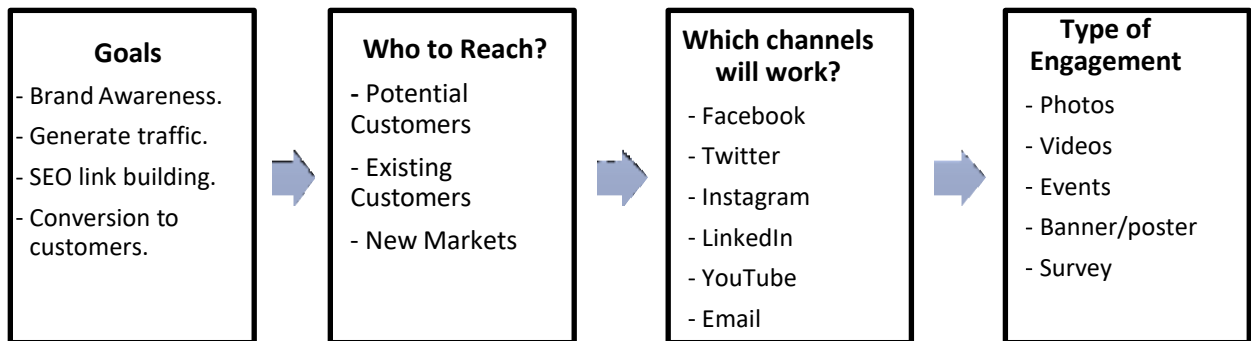 Goals
- Brand Awareness.
- Generate traffic.
- SEO link building.
- Conversion to
customers.
Who to Reach?
- Potential
Customers
- Existing
Customers
- New Markets
Which channels
will work?
- Facebook
- Twitter
- Instagram
- LinkedIn
- YouTube
- Email
Type of
Engagement
- Photos
- Videos
- Events
- Banner/poster
- Survey